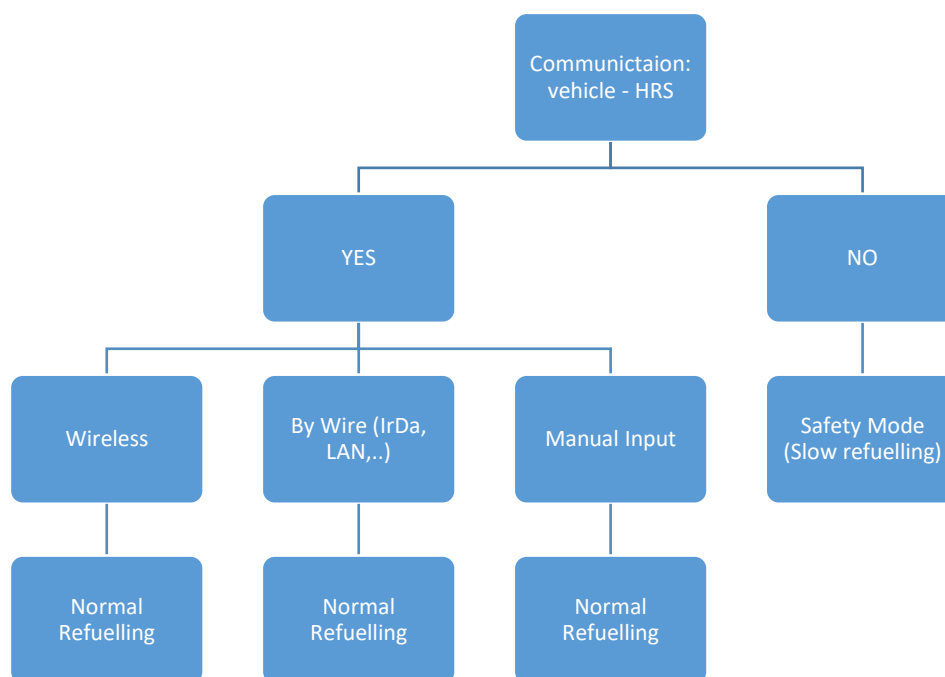 Communictaion:
vehicle - HRS
YES
NO
Wireless
By Wire (IrDa,
LAN,..)
Manual Input
Safety Mode
(Slow refuelling)
Normal
Refuelling
Normal
Refuelling
Normal
Refuelling